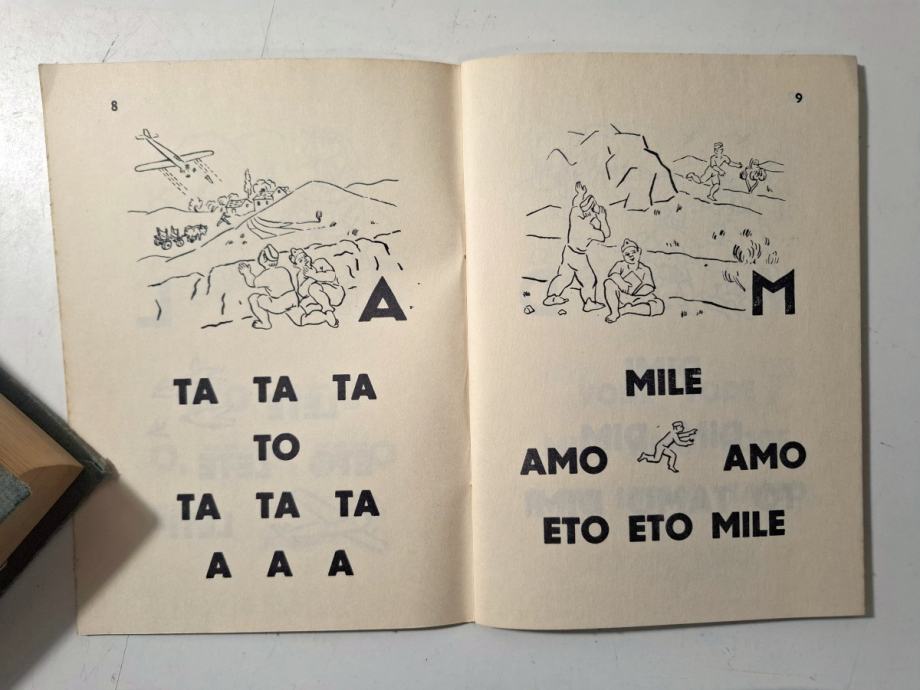 8
A
TA TA TA
TO
TA TA TA
A A A
9
M
MILE
AMO AMO
ETO ETO MILE